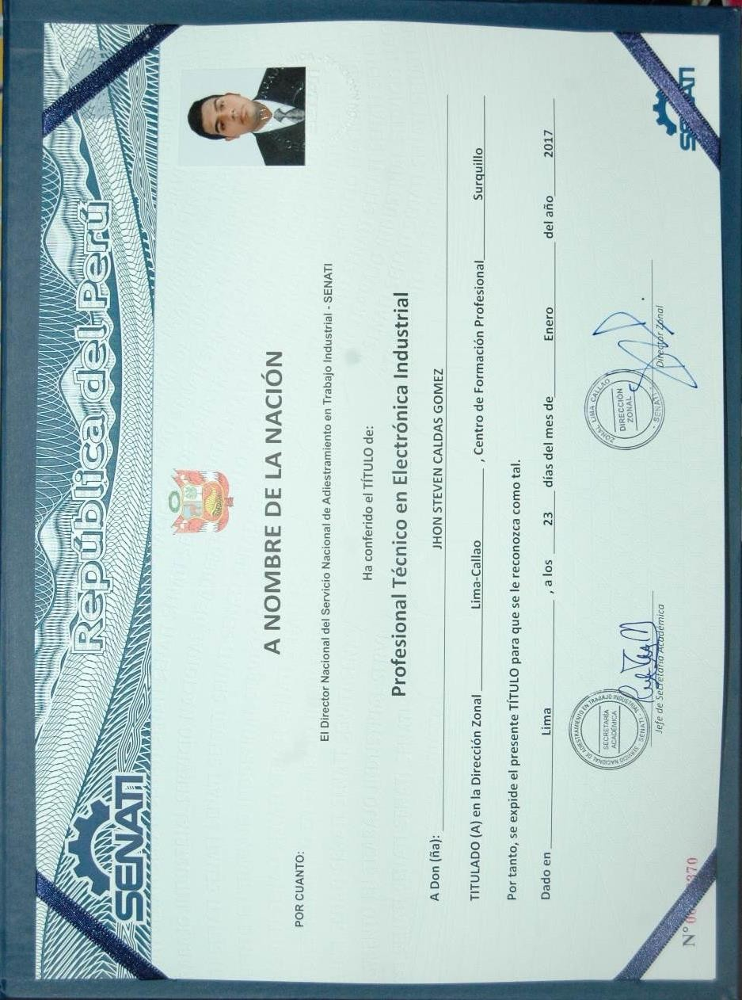 SENATI
República del Perú
A NOMBRE DE LA NACIÓN
POR CUANTO:
El Director Nacional del Servicio Nacional de Adiestramiento en Trabajo Industrial - SENATI
Ha conferido el TÍTULO de:
Profesional Técnico en Electrónica Industrial
A Don (ña): JHON STEVEN CALDAS GOMEZ
TITULADO (A) en la Dirección Zonal Lima-Callao , Centro de Formación Profesional Surquillo
Por tanto, se expide el presente TÍTULO para que se le reconozca como tal.
Dado en Lima , a los 23 días del mes de Enero del año 2017
SERVICIO NACIONAL DE ADIESTRAMIENTO EN TRABAJO INDUSTRIAL - SENATI -
SECRETARÍA
ACADÉMICA
Jefe de Secretaría Académica
ZONAL LIMA CALLAO
DIRECCIÓN
ZONAL
- SENATI -
Director Zonal
N° 370
SENATI